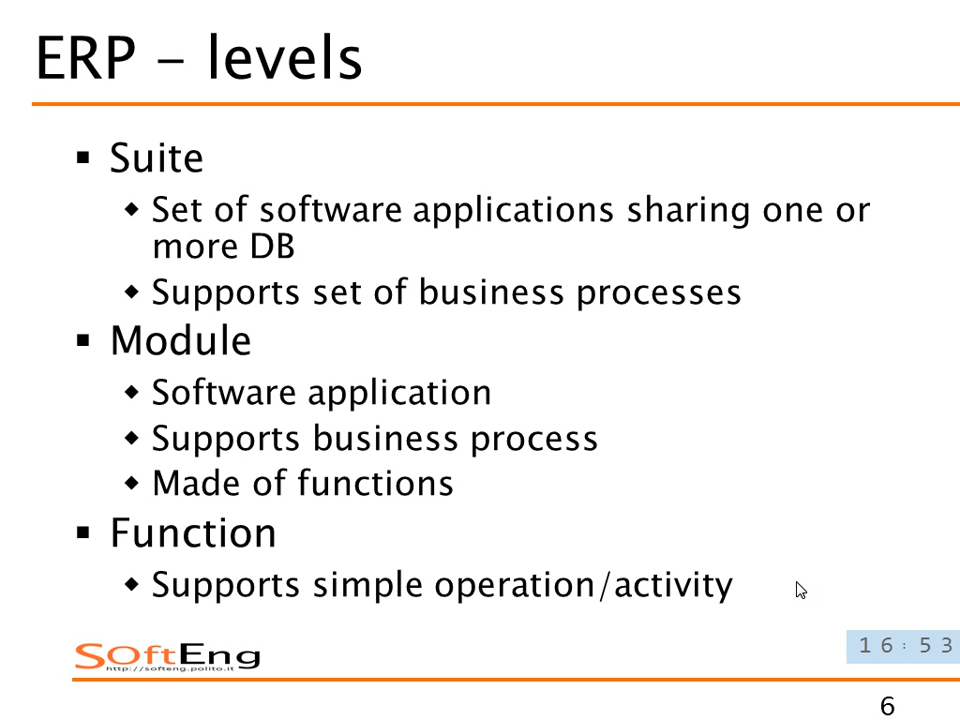 ERP – levels
▪ Suite
◆ Set of software applications sharing one or
more DB
◆ Supports set of business processes
▪ Module
◆ Software application
◆ Supports business process
◆ Made of functions
▪ Function
◆ Supports simple operation/activity
SoftEng
http://softeng.polito.it
16:53
6